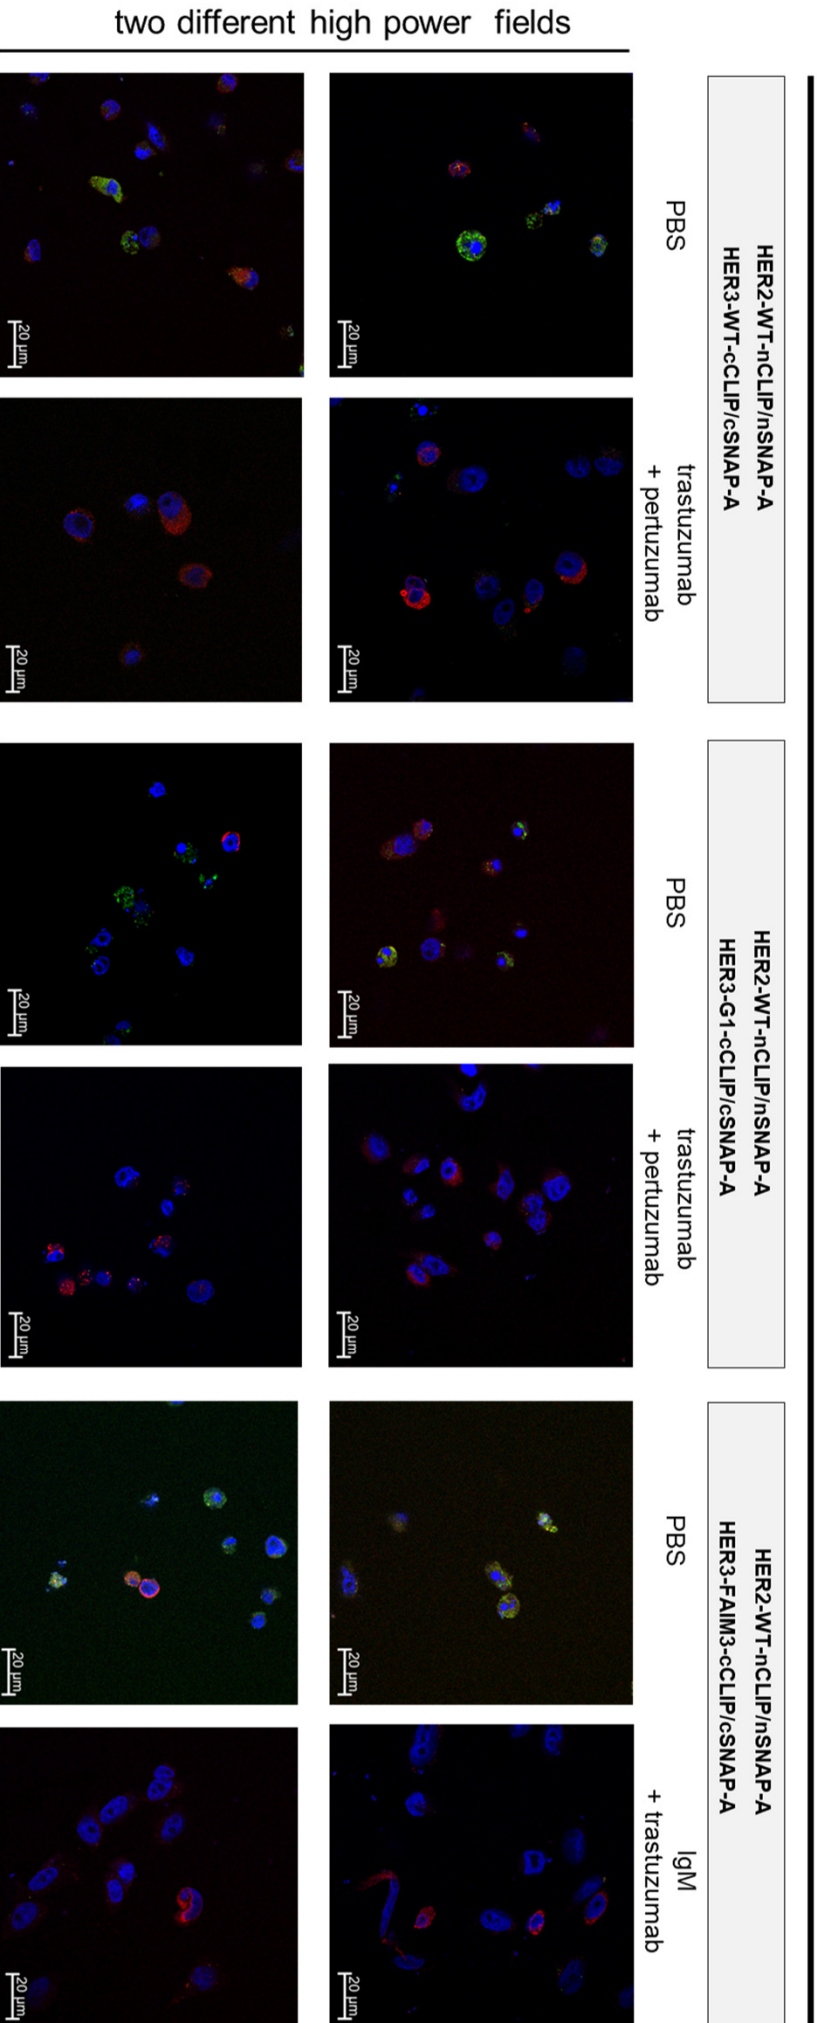 HER2-WT-nCLIP/nSNAP-A
HER3-WT-cCLIP/cSNAP-A
HER2-WT-nCLIP/nSNAP-A
HER3-G1-cCLIP/cSNAP-A
HER2-WT-nCLIP/nSNAP-A
HER3-FAIM3-cCLIP/cSNAP-A
PBS
trastuzumab
+ pertuzumab
PBS
trastuzumab
+ pertuzumab
PBS
IgM
+ trastuzumab
20 µm
20 µm
20 µm
20 µm
20 µm
20 µm
20 µm
20 µm
20 µm
20 µm
20 µm
20 µm
two different high power fields